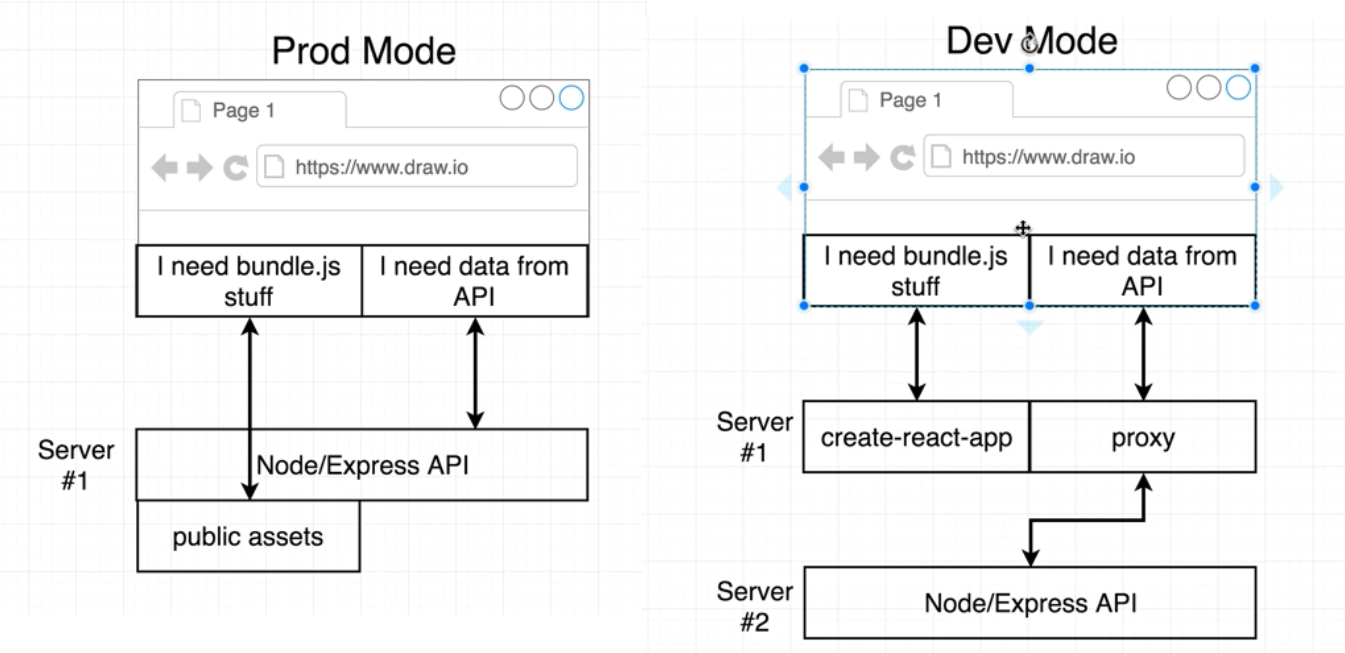 Prod Mode
Page 1
https://www.draw.io
I need bundle.js
stuff
I need data from
API
Server
#1
Node/Express API
public assets
Dev Mode
Page 1
https://www.draw.io
I need bundle.js
stuff
I need data from
API
Server
#1
create-react-app
proxy
Server
#2
Node/Express API